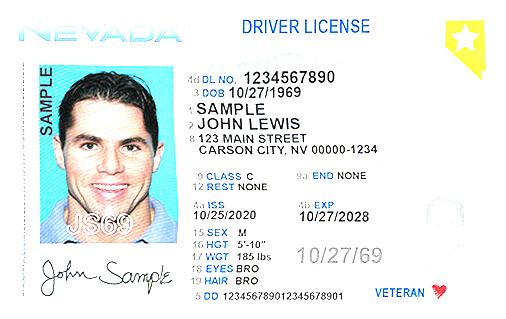 NEVADA
DRIVER LICENSE
SAMPLE
4d DL NO. 1234567890
3 DOB 10/27/1969
1 SAMPLE
2 JOHN LEWIS
8 123 MAIN STREET
CARSON CITY, NV 00000-1234
9 CLASS C 9a END NONE
12 REST NONE
4a ISS 4b EXP
10/25/2020 10/27/2028
15 SEX M
16 HGT 5'-10"
17 WGT 185 lbs
18 EYES BRO
19 HAIR BRO
5 DD 123456789012345678901
JS69
10/27/69
John Sample
VETERAN